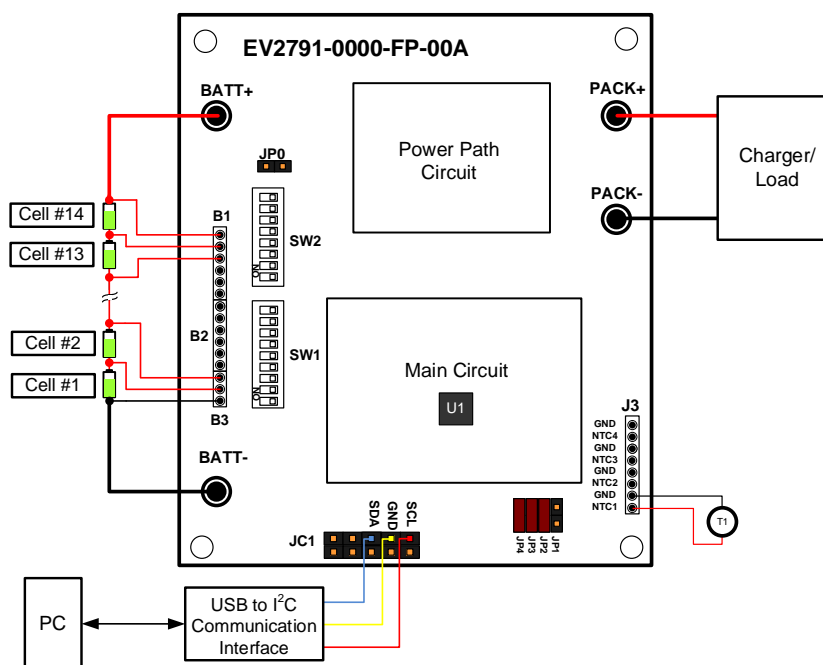 EV2791-0000-FP-00A
BATT+
PACK+
Power Path
Circuit
Charger/
Load
JP0
PACK-
Cell #14
B1
SW2
Cell #13
NO
B2
Cell #2
SW1
Main Circuit
Cell #1
U1
NO
B3
J3
GND
NTC4
GND
NTC3
GND
NTC2
GND
NTC1
T1
BATT-
SDA
GND
SCL
JC1
JP4
JP3
JP2
JP1
PC
USB to I²C
Communication
Interface